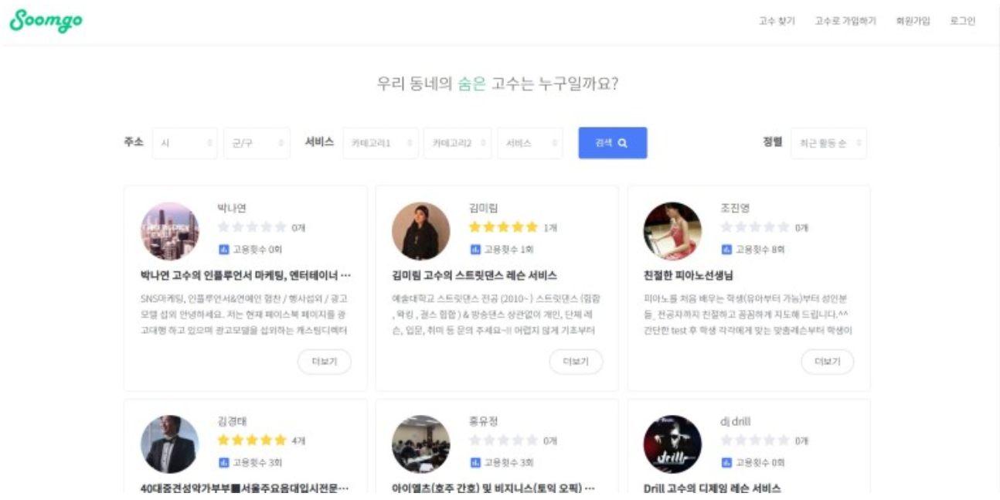 Soomgo
고수 찾기 고수로 가입하기 회원가입 로그인
우리 동네의 숨은 고수는 누구일까요?
주소 시 군/구 서비스 카테고리1 카테고리2 서비스 검색 정렬 최근 활동 순
박나연
0개
고용횟수 0회
박나연 고수의 인플루언서 마케팅, 엔터테이너 ···
SNS마케팅, 인플루언서&연예인 협찬 / 행사섭외 / 광고
모델 섭외 안녕하세요. 저는 현재 페이스북 페이지를 광
고대행 하고 있으며 광고모델을 섭외하는 캐스팅디렉터
더보기
김미림
1개
고용횟수 1회
김미림 고수의 스트릿댄스 레슨 서비스
예술대학교 스트릿댄스 전공 (2010~ ) 스트릿댄스 (힙합
, 왁킹 , 걸스 힙합 ) & 방송댄스 상관없이 개인, 단체 레
슨, 입문, 취미 등 문의 주세요~!! 어렵지 않게 기초부터
더보기
조진영
0개
고용횟수 8회
친절한 피아노선생님
피아노를 처음 배우는 학생(유아부터 가능)부터 성인분
들, 전공자까지 친절하고 꼼꼼하게 지도해 드립니다.^^
간단한 test 후 학생 각각에게 맞는 맞춤레슨부터 학생이
더보기
김경태
4개
고용횟수 3회
40대중견성악가부부■서울주요음대입시전문···
홍유정
0개
고용횟수 3회
아이엘츠(호주 간호) 및 비지니스(토익 오픽) ···
dj drill
0개
고용횟수 0회
Drill 고수의 디제잉 레슨 서비스
drill